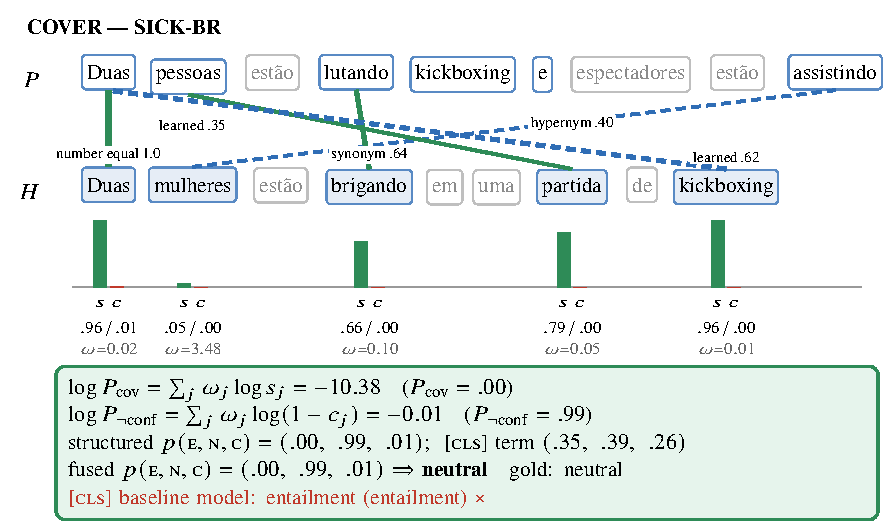 COVER — SICK-BR
P Duas pessoas estão lutando kickboxing e espectadores estão assistindo
learned .35 hypernym .40
number equal 1.0 synonym .64 learned .62
H Duas mulheres estão brigando em uma partida de kickboxing
s c s c s c s c s c
.96 / .01 .05 / .00 .66 / .00 .79 / .00 .96 / .00
ω=0.02 ω=3.48 ω=0.10 ω=0.05 ω=0.01
log P_cov = ∑_j ω_j log s_j = −10.38 (P_cov = .00)
log P_¬conf = ∑_j ω_j log(1 − c_j) = −0.01 (P_¬conf = .99)
structured p(E, N, C) = (.00, .99, .01); [CLS] term (.35, .39, .26)
fused p(E, N, C) = (.00, .99, .01) ⟹ neutral gold: neutral
[CLS] baseline model: entailment (entailment) ×